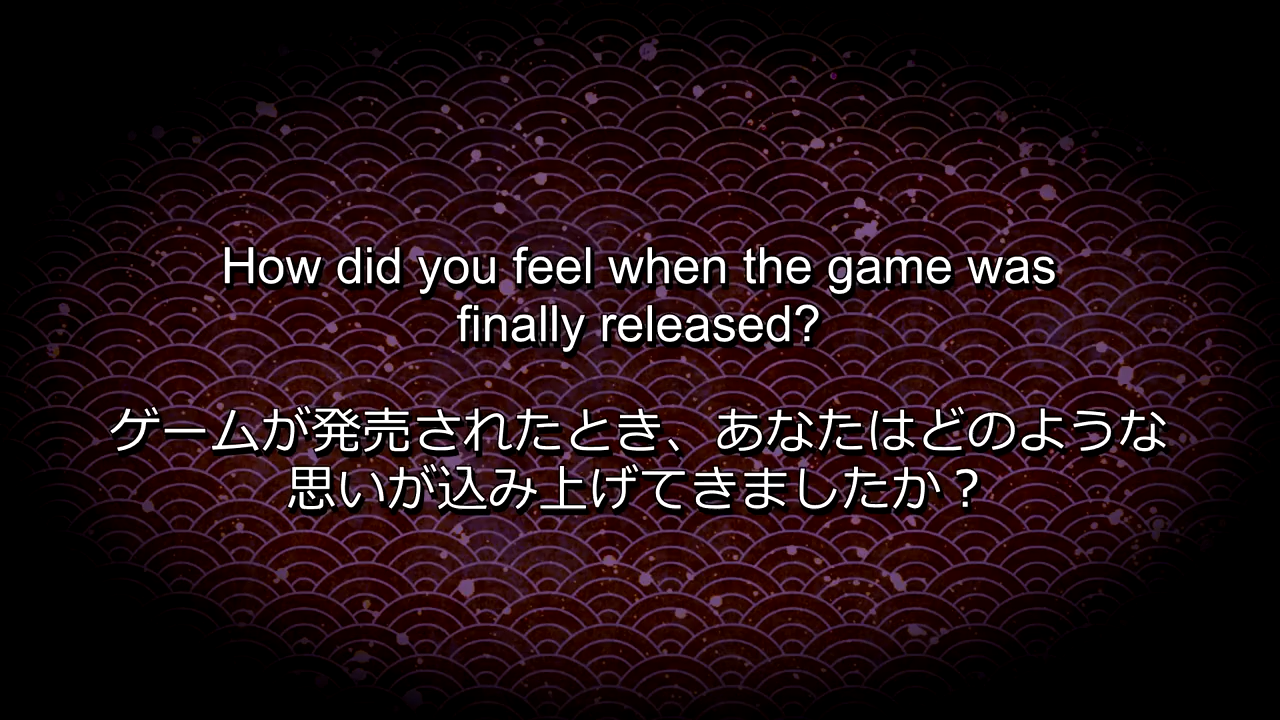 How did you feel when the game was
finally released?
ゲームが発売されたとき、あなたはどのような
思いが込み上げてきましたか？